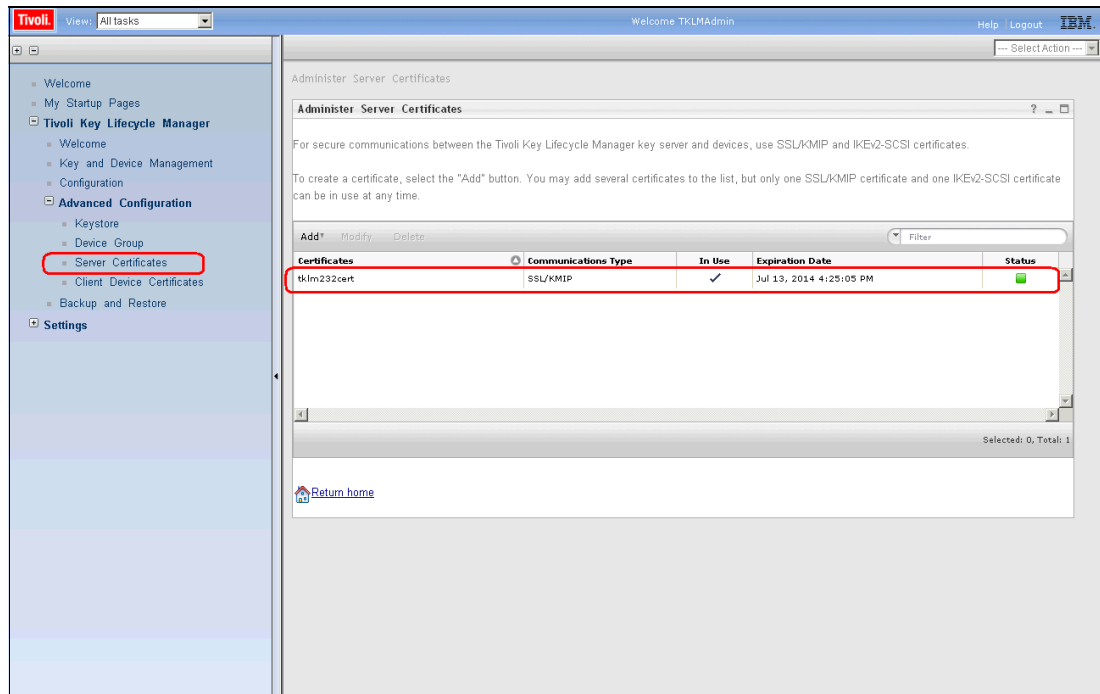 Tivoli. View: All tasks Welcome TKLMAdmin Help Logout IBM.
--- Select Action ---
Welcome
My Startup Pages
Tivoli Key Lifecycle Manager
Welcome
Key and Device Management
Configuration
Advanced Configuration
Keystore
Device Group
Server Certificates
Client Device Certificates
Backup and Restore
Settings
Administer Server Certificates
Administer Server Certificates ?
For secure communications between the Tivoli Key Lifecycle Manager key server and devices, use SSL/KMIP and IKEv2-SCSI certificates.
To create a certificate, select the "Add" button. You may add several certificates to the list, but only one SSL/KMIP certificate and one IKEv2-SCSI certificate
can be in use at any time.
Add Modify Delete Filter
Certificates Communications Type In Use Expiration Date Status
tklm232cert SSL/KMIP Jul 13, 2014 4:25:05 PM
Selected: 0, Total: 1
Return home